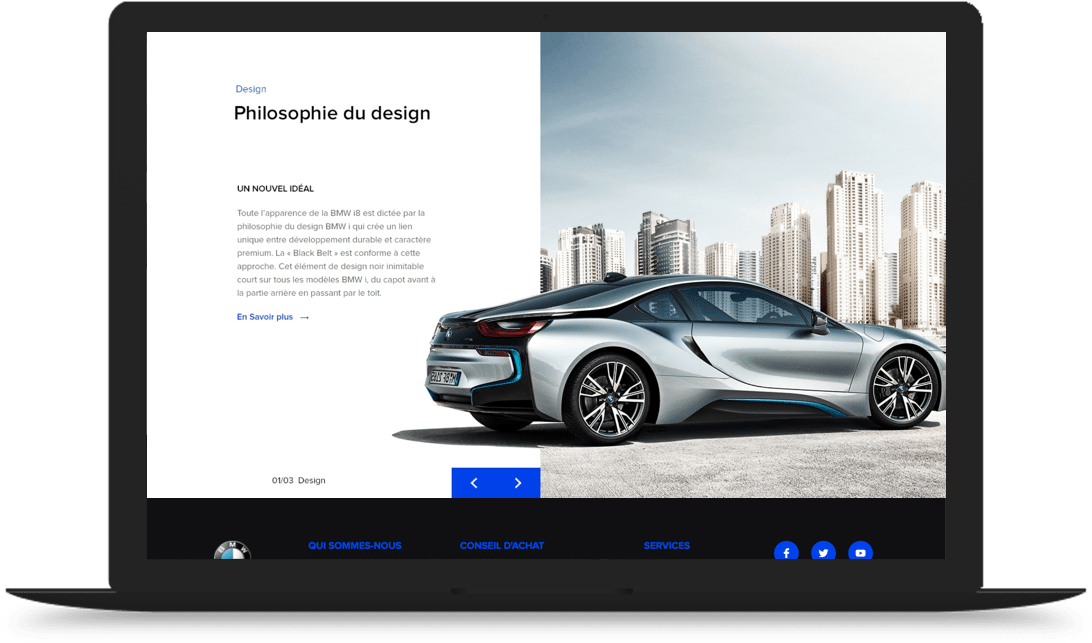 Design
Philosophie du design
UN NOUVEL IDÉAL
Toute l'apparence de la BMW i8 est dictée par la
philosophie du design BMW i qui crée un lien
unique entre développement durable et caractère
premium. La « Black Belt » est conforme à cette
approche. Cet élément de design noir inimitable
court sur tous les modèles BMW i, du capot avant à
la partie arrière en passant par le toit.
En Savoir plus →
01/03 Design
BMW
QUI SOMMES-NOUS
CONSEIL D'ACHAT
SERVICES